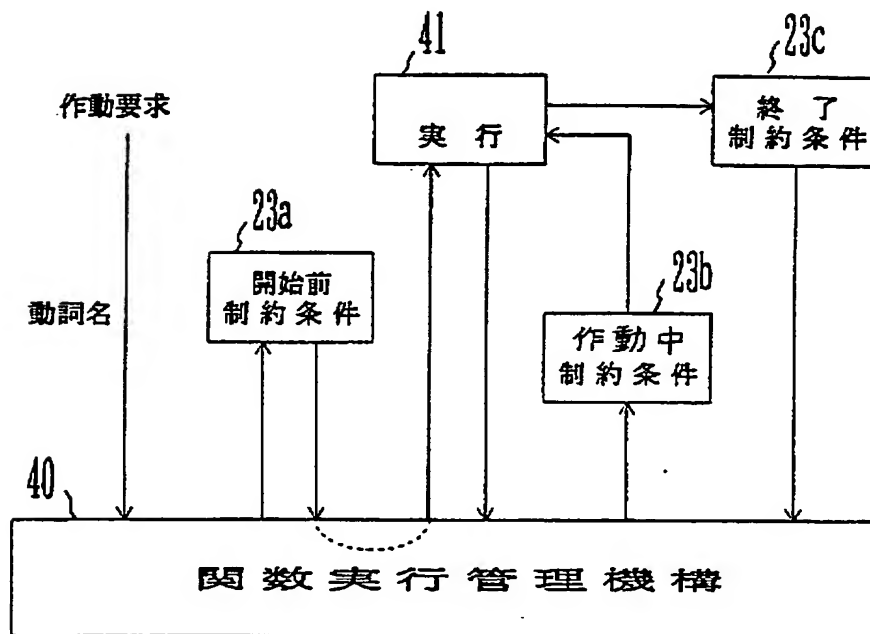 41
23c
作動要求
実行
終了
制約条件
23a
開始前
制約条件
23b
動詞名
作動中
制約条件
40
関数実行管理機構